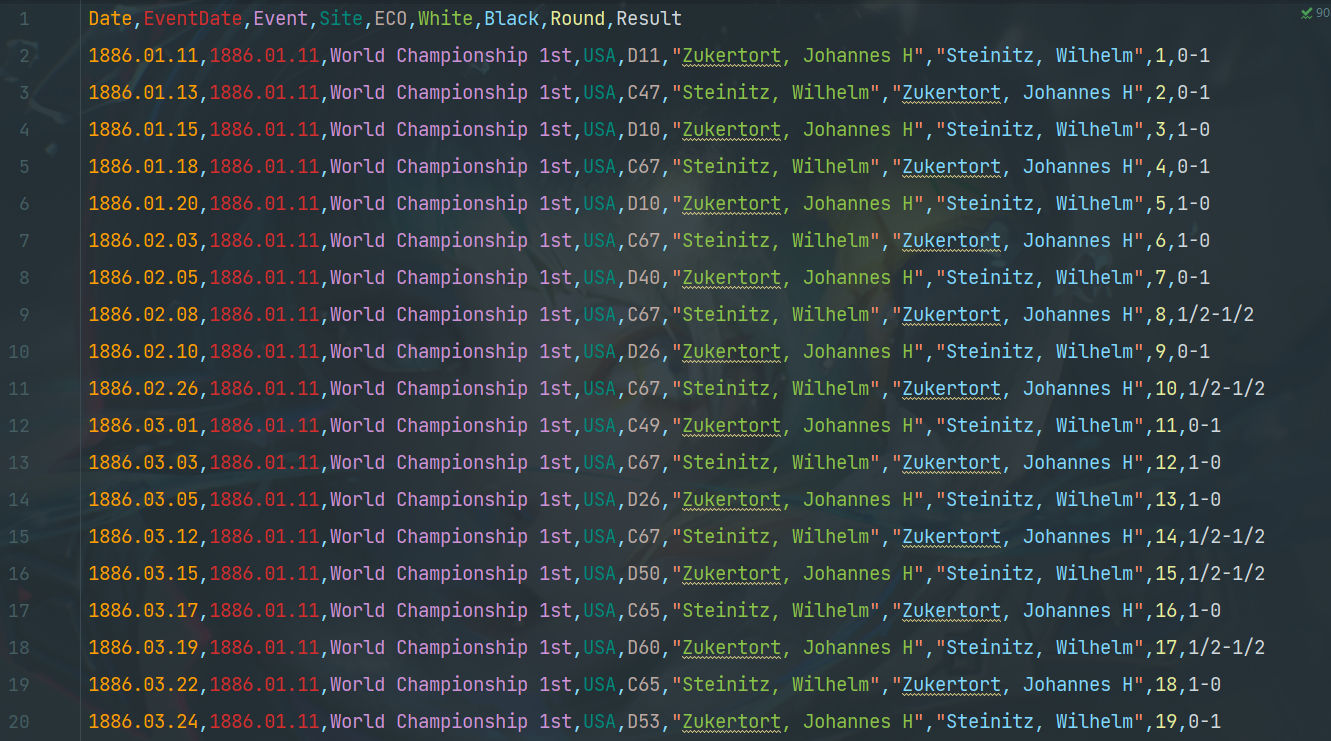 90
1 Date,EventDate,Event,Site,ECO,White,Black,Round,Result
2 1886.01.11,1886.01.11,World Championship 1st,USA,D11,"Zukertort, Johannes H","Steinitz, Wilhelm",1,0-1
3 1886.01.13,1886.01.11,World Championship 1st,USA,C47,"Steinitz, Wilhelm","Zukertort, Johannes H",2,0-1
4 1886.01.15,1886.01.11,World Championship 1st,USA,D10,"Zukertort, Johannes H","Steinitz, Wilhelm",3,1-0
5 1886.01.18,1886.01.11,World Championship 1st,USA,C67,"Steinitz, Wilhelm","Zukertort, Johannes H",4,0-1
6 1886.01.20,1886.01.11,World Championship 1st,USA,D10,"Zukertort, Johannes H","Steinitz, Wilhelm",5,1-0
7 1886.02.03,1886.01.11,World Championship 1st,USA,C67,"Steinitz, Wilhelm","Zukertort, Johannes H",6,1-0
8 1886.02.05,1886.01.11,World Championship 1st,USA,D40,"Zukertort, Johannes H","Steinitz, Wilhelm",7,0-1
9 1886.02.08,1886.01.11,World Championship 1st,USA,C67,"Steinitz, Wilhelm","Zukertort, Johannes H",8,1/2-1/2
10 1886.02.10,1886.01.11,World Championship 1st,USA,D26,"Zukertort, Johannes H","Steinitz, Wilhelm",9,0-1
11 1886.02.26,1886.01.11,World Championship 1st,USA,C67,"Steinitz, Wilhelm","Zukertort, Johannes H",10,1/2-1/2
12 1886.03.01,1886.01.11,World Championship 1st,USA,C49,"Zukertort, Johannes H","Steinitz, Wilhelm",11,0-1
13 1886.03.03,1886.01.11,World Championship 1st,USA,C67,"Steinitz, Wilhelm","Zukertort, Johannes H",12,1-0
14 1886.03.05,1886.01.11,World Championship 1st,USA,D26,"Zukertort, Johannes H","Steinitz, Wilhelm",13,1-0
15 1886.03.12,1886.01.11,World Championship 1st,USA,C67,"Steinitz, Wilhelm","Zukertort, Johannes H",14,1/2-1/2
16 1886.03.15,1886.01.11,World Championship 1st,USA,D50,"Zukertort, Johannes H","Steinitz, Wilhelm",15,1/2-1/2
17 1886.03.17,1886.01.11,World Championship 1st,USA,C65,"Steinitz, Wilhelm","Zukertort, Johannes H",16,1-0
18 1886.03.19,1886.01.11,World Championship 1st,USA,D60,"Zukertort, Johannes H","Steinitz, Wilhelm",17,1/2-1/2
19 1886.03.22,1886.01.11,World Championship 1st,USA,C65,"Steinitz, Wilhelm","Zukertort, Johannes H",18,1-0
20 1886.03.24,1886.01.11,World Championship 1st,USA,D53,"Zukertort, Johannes H","Steinitz, Wilhelm",19,0-1